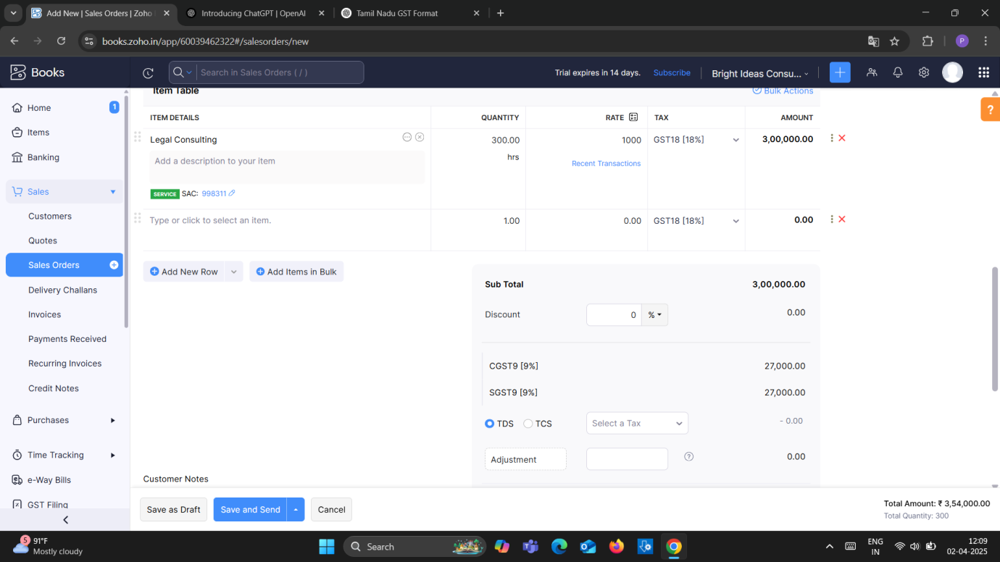 Add New | Sales Orders | Zoho
Introducing ChatGPT | OpenAI
Tamil Nadu GST Format
books.zoho.in/app/60039462322#/salesorders/new
P
Books
Search in Sales Orders ( / )
Trial expires in 14 days.
Subscribe
Bright Ideas Consu...
Home
1
Items
Banking
Sales
Customers
Quotes
Sales Orders
Delivery Challans
Invoices
Payments Received
Recurring Invoices
Credit Notes
Purchases
Time Tracking
e-Way Bills
GST Filing
Item Table
Bulk Actions
?
ITEM DETAILS QUANTITY RATE TAX AMOUNT
Legal Consulting 300.00 1000 GST18 [18%] 3,00,000.00
hrs
Add a description to your item
Recent Transactions
SERVICE SAC: 998311
Type or click to select an item. 1.00 0.00 GST18 [18%] 0.00
Add New Row
Add Items in Bulk
Sub Total 3,00,000.00
Discount 0 % 0.00
CGST9 [9%] 27,000.00
SGST9 [9%] 27,000.00
TDS TCS Select a Tax - 0.00
Adjustment ? 0.00
Customer Notes
Save as Draft
Save and Send
Cancel
Total Amount: ₹ 3,54,000.00
Total Quantity: 300
5
91°F
Mostly cloudy
Search
ENG
IN
12:09
02-04-2025